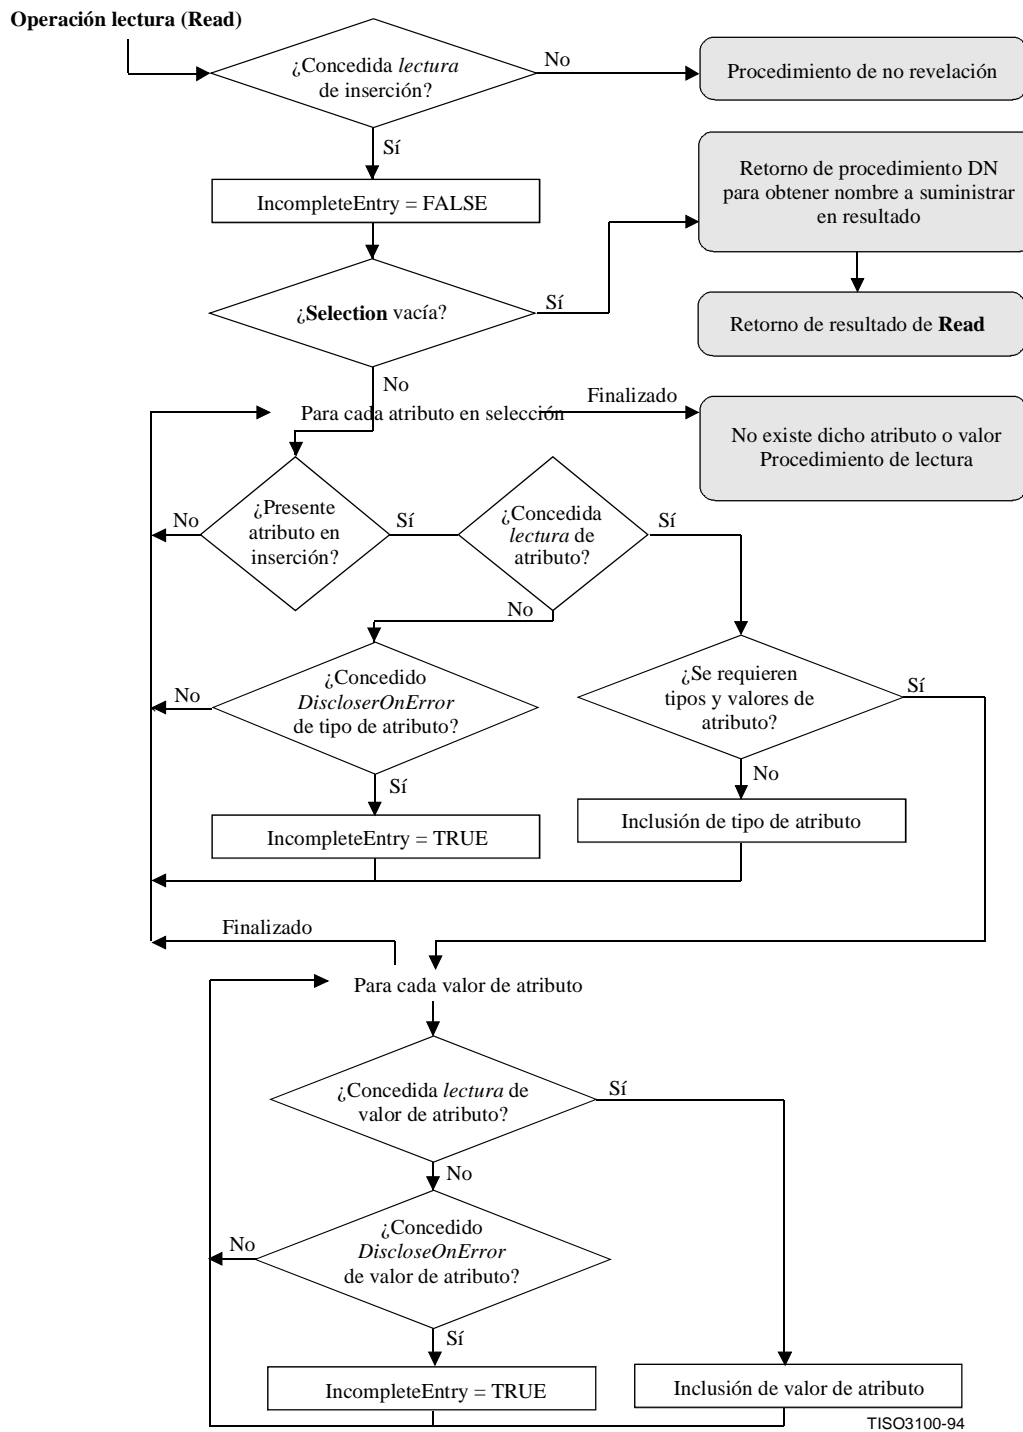 Operación lectura (Read)
¿Concedida lectura
de inserción?
No
Procedimiento de no revelación
Sí
IncompleteEntry = FALSE
Retorno de procedimiento DN
para obtener nombre a suministrar
en resultado
¿Selection vacía?
Sí
Retorno de resultado de Read
No
Para cada atributo en selección
Finalizado
No existe dicho atributo o valor
Procedimiento de lectura
¿Presente
atributo en
inserción?
No
Sí
¿Concedida
lectura de
atributo?
Sí
No
¿Concedido
DiscloserOnError
de tipo de atributo?
No
¿Se requieren
tipos y valores de
atributo?
Sí
Sí
No
IncompleteEntry = TRUE
Inclusión de tipo de atributo
Finalizado
Para cada valor de atributo
¿Concedida lectura de
valor de atributo?
Sí
No
¿Concedido
DiscloseOnError
de valor de atributo?
No
Sí
IncompleteEntry = TRUE
Inclusión de valor de atributo
TISO3100-94